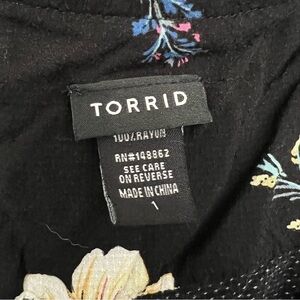 TORRID
100% RAYON
RN#148862
SEE CARE
ON REVERSE
MADE IN CHINA
1